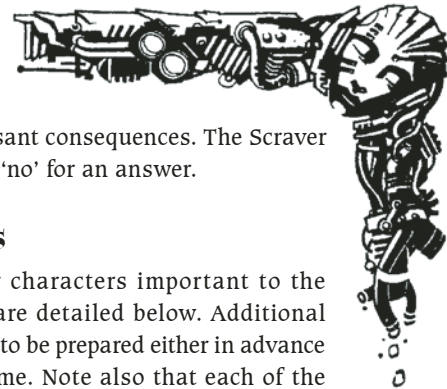 sant consequences. The Scraver
‘no’ for an answer.
s
characters important to the
are detailed below. Additional
to be prepared either in advance
me. Note also that each of the